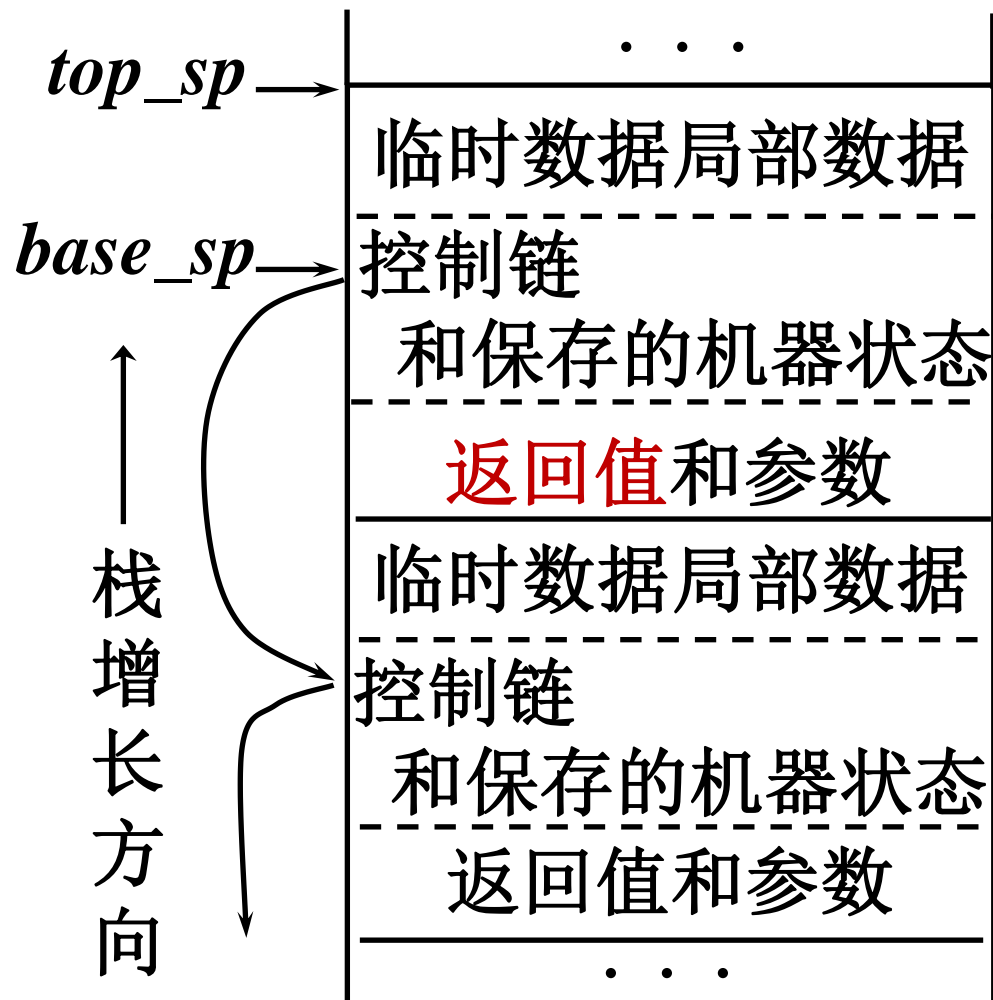 · · ·
top_sp
临时数据局部数据
base_sp
控制链
和保存的机器状态
返回值和参数
临时数据局部数据
控制链
和保存的机器状态
返回值和参数
· · ·
栈增长方向